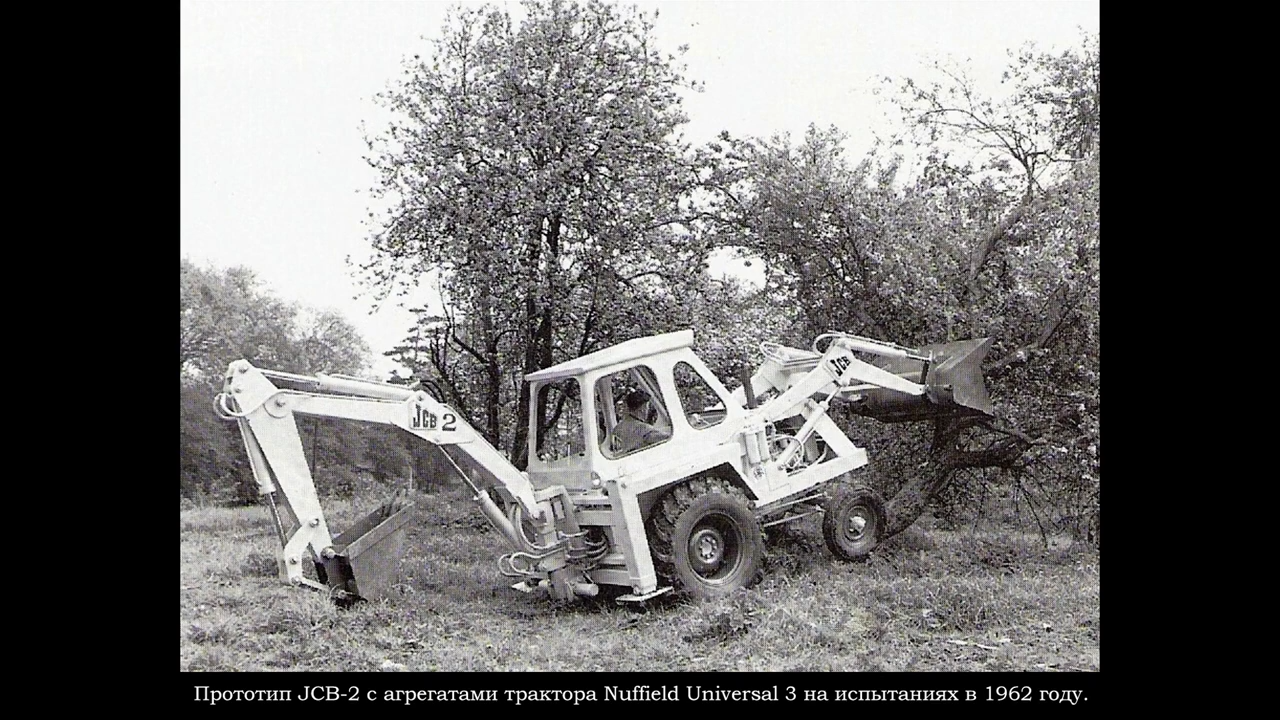 JCB
JCB 2
Прототип JCB-2 с агрегатами трактора Nuffield Universal 3 на испытаниях в 1962 году.